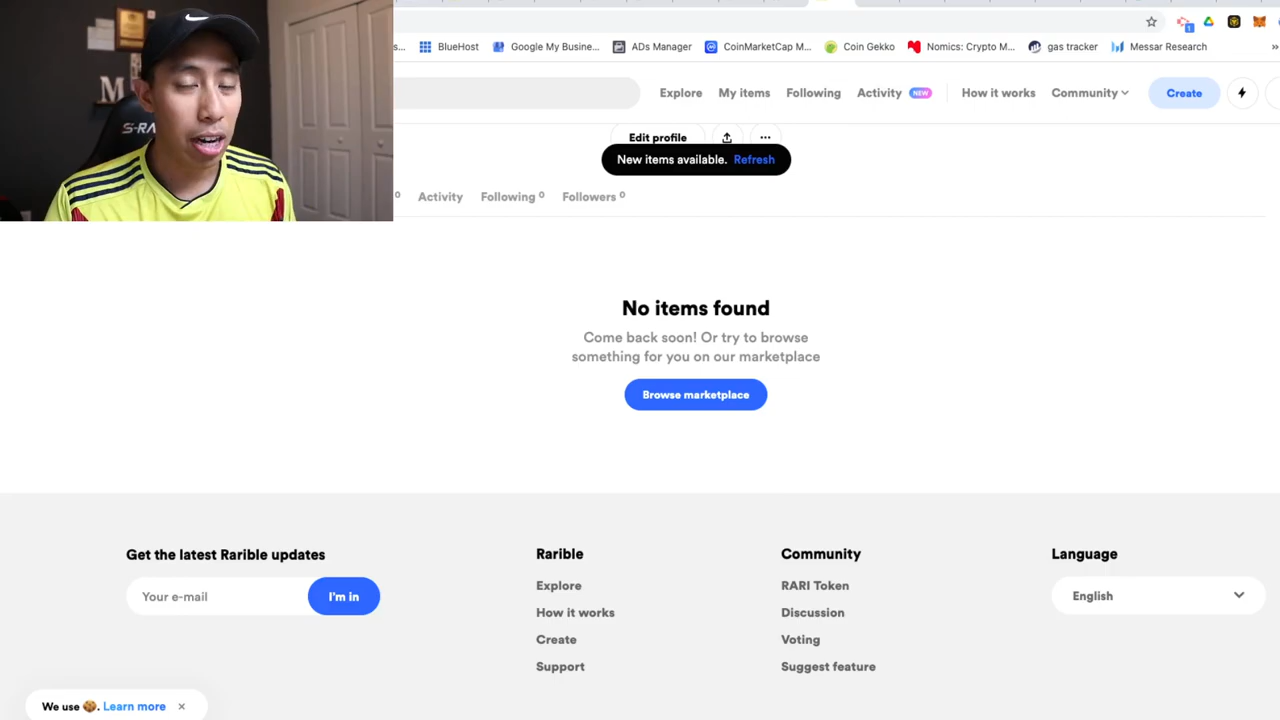 M
S-RA
s...
BlueHost
Google My Busine...
ADs Manager
CoinMarketCap M...
Coin Gekko
Nomics: Crypto M...
gas tracker
Messar Research
»
Explore
My items
Following
Activity NEW
How it works
Community
Create
Edit profile
...
New items available. Refresh
0
Activity
Following 0
Followers 0
No items found
Come back soon! Or try to browse
something for you on our marketplace
Browse marketplace
Get the latest Rarible updates
Your e-mail
I'm in
Rarible
Explore
How it works
Create
Support
Community
RARI Token
Discussion
Voting
Suggest feature
Language
English
We use 🍪. Learn more ×